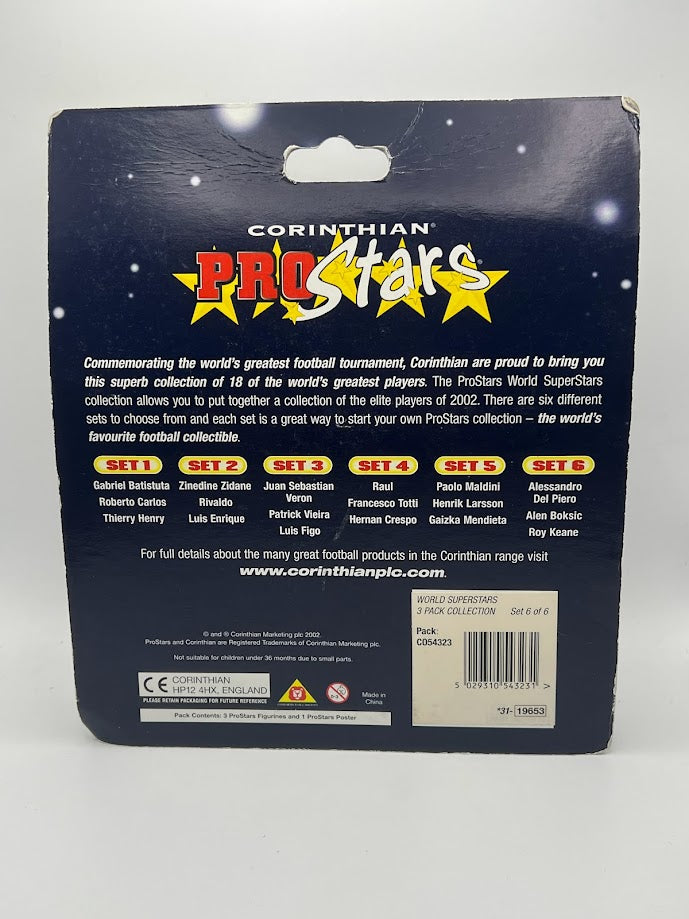 CORINTHIAN®
PROStars®
Commemorating the world's greatest football tournament, Corinthian are proud to bring you
this superb collection of 18 of the world's greatest players. The ProStars World SuperStars
collection allows you to put together a collection of the elite players of 2002. There are six different
sets to choose from and each set is a great way to start your own ProStars collection – the world's
favourite football collectible.
SET 1
Gabriel Batistuta
Roberto Carlos
Thierry Henry
SET 2
Zinedine Zidane
Rivaldo
Luis Enrique
SET 3
Juan Sebastian
Veron
Patrick Vieira
Luis Figo
SET 4
Raul
Francesco Totti
Hernan Crespo
SET 5
Paolo Maldini
Henrik Larsson
Gaizka Mendieta
SET 6
Alessandro
Del Piero
Alen Boksic
Roy Keane
For full details about the many great football products in the Corinthian range visit
www.corinthianplc.com.
© and ® Corinthian Marketing plc 2002.
ProStars and Corinthian are Registered Trademarks of Corinthian Marketing plc.
Not suitable for children under 36 months due to small parts.
CE CORINTHIAN
HP12 4HX, ENGLAND
PLEASE RETAIN PACKAGING FOR FUTURE REFERENCE
0-3
Made in
China
Pack Contents: 3 ProStars Figurines and 1 ProStars Poster
WORLD SUPERSTARS
3 PACK COLLECTION Set 6 of 6
Pack:
CO54323
5 029310 543231 >
*31- 19653